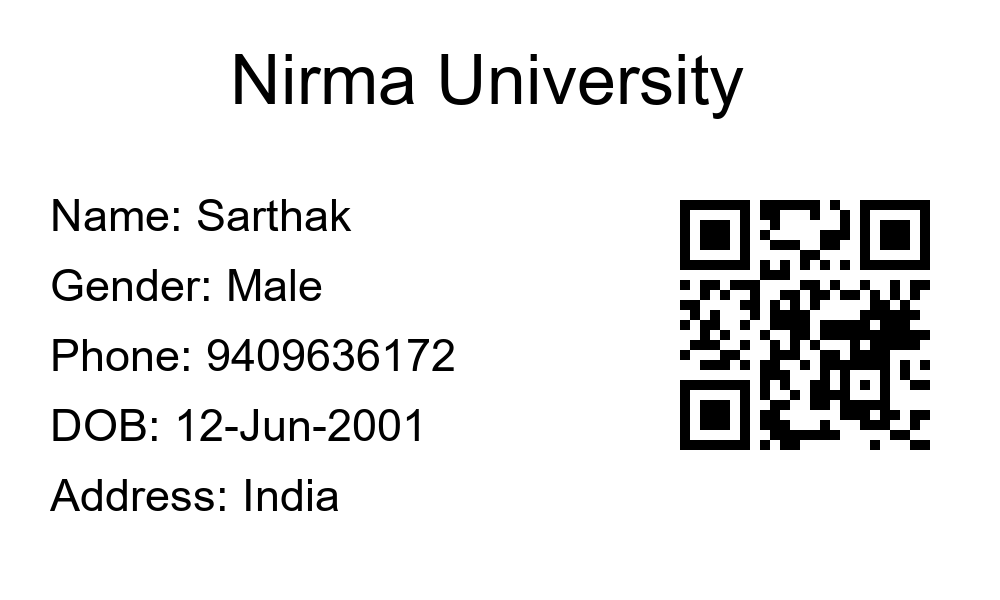 Nirma University
Name: Sarthak
Gender: Male
Phone: 9409636172
DOB: 12-Jun-2001
Address: India